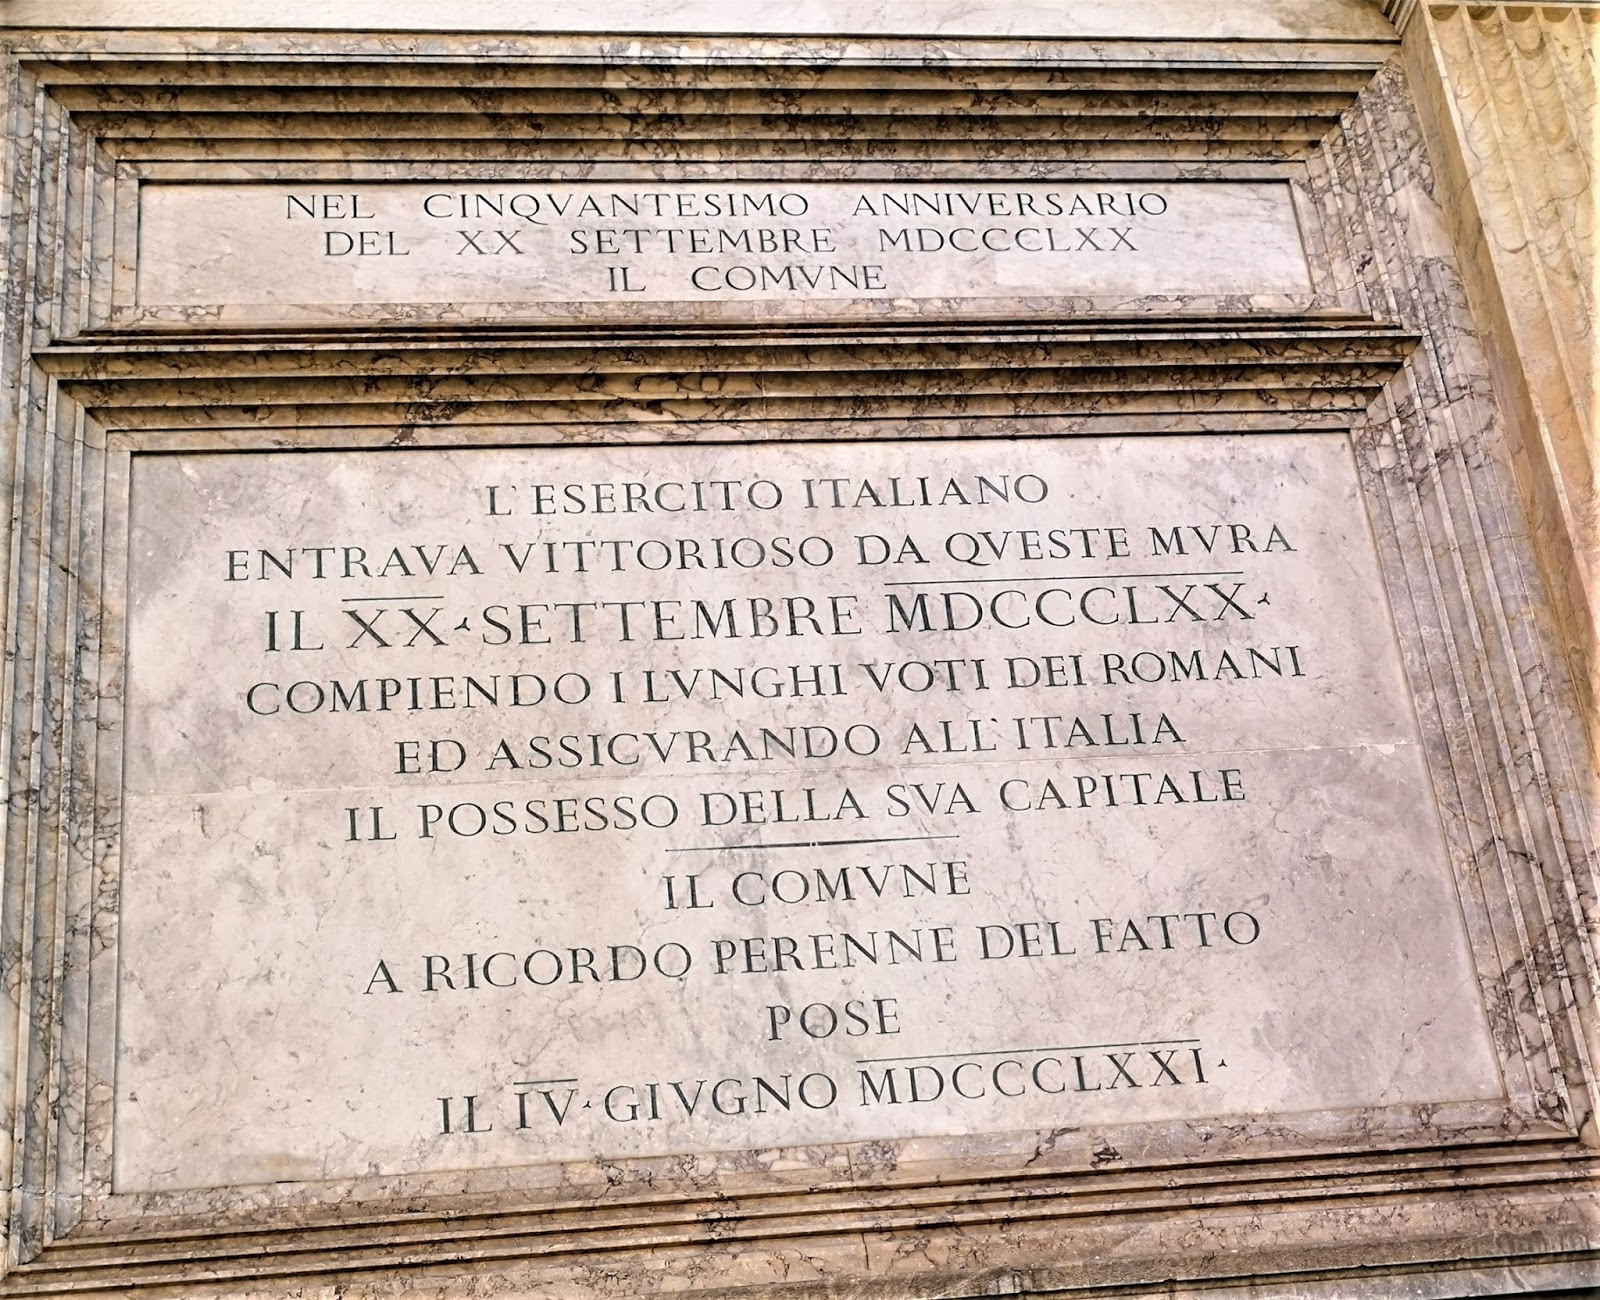 NEL CINQVANTESIMO ANNIVERSARIO
DEL XX SETTEMBRE MDCCCLXX
IL COMVNE
L'ESERCITO ITALIANO
ENTRAVA VITTORIOSO DA QVESTE MVRA
IL XX·SETTEMBRE MDCCCLXX·
COMPIENDO I LVNGHI VOTI DEI ROMANI
ED ASSICVRANDO ALL'ITALIA
IL POSSESSO DELLA SVA CAPITALE
IL COMVNE
A RICORDO PERENNE DEL FATTO
POSE
IL IV·GIVGNO MDCCCLXXI·